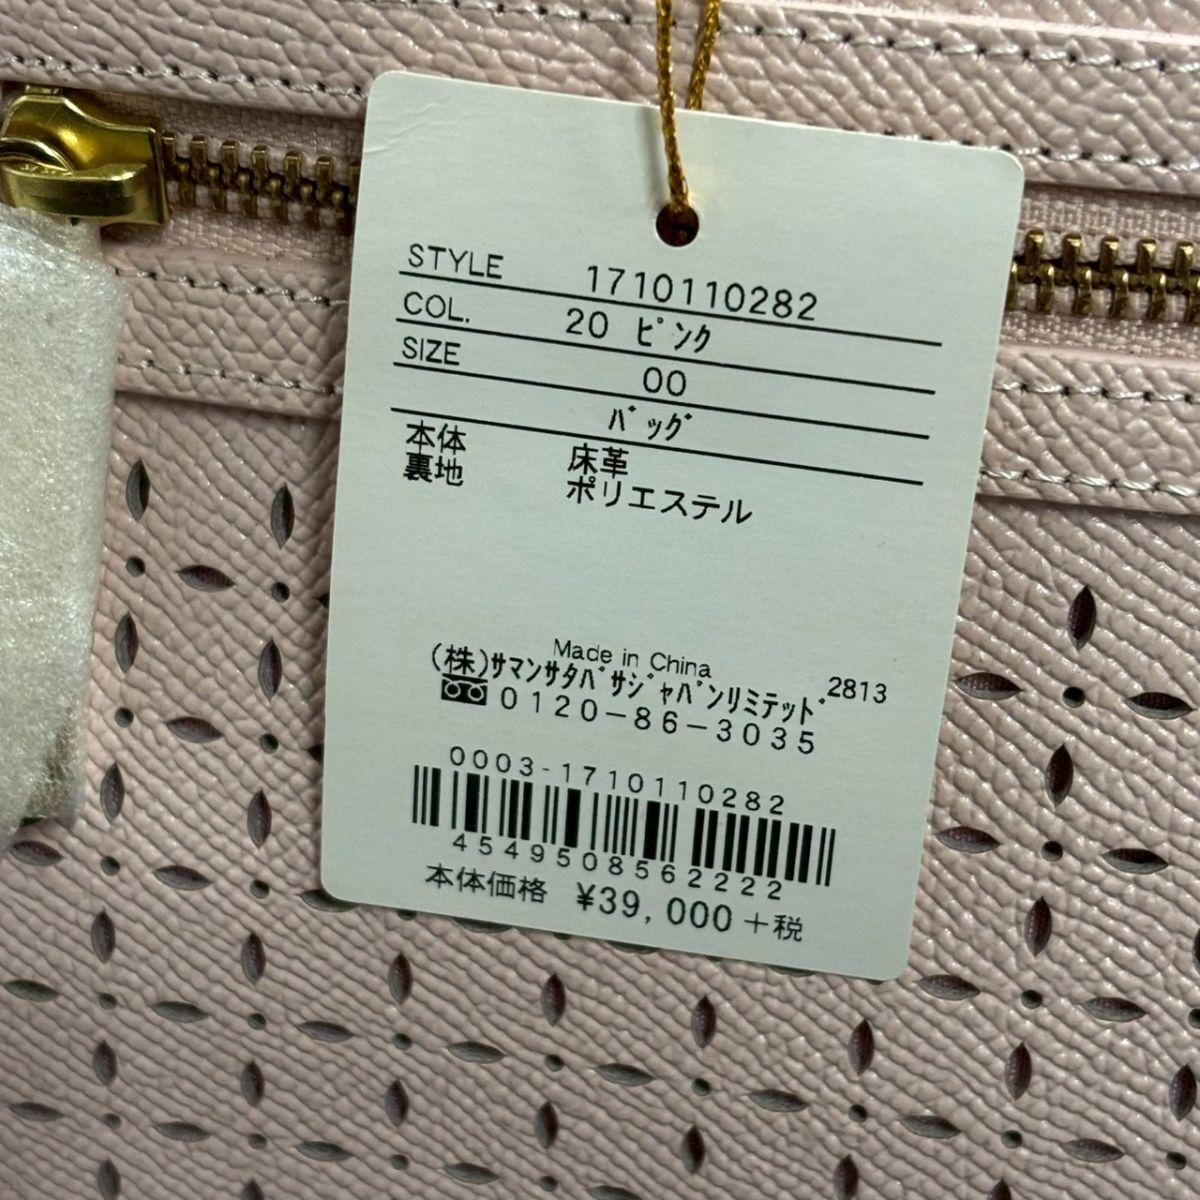 STYLE 1710110282
COL. 20 ピンク
SIZE 00
バッグ
本体 床革
裏地 ポリエステル
Made in China
(株)サマンサタバサジャパンリミテッド 2813
0120-86-3035
0003-1710110282
4549508562222
本体価格 ¥39,000+税